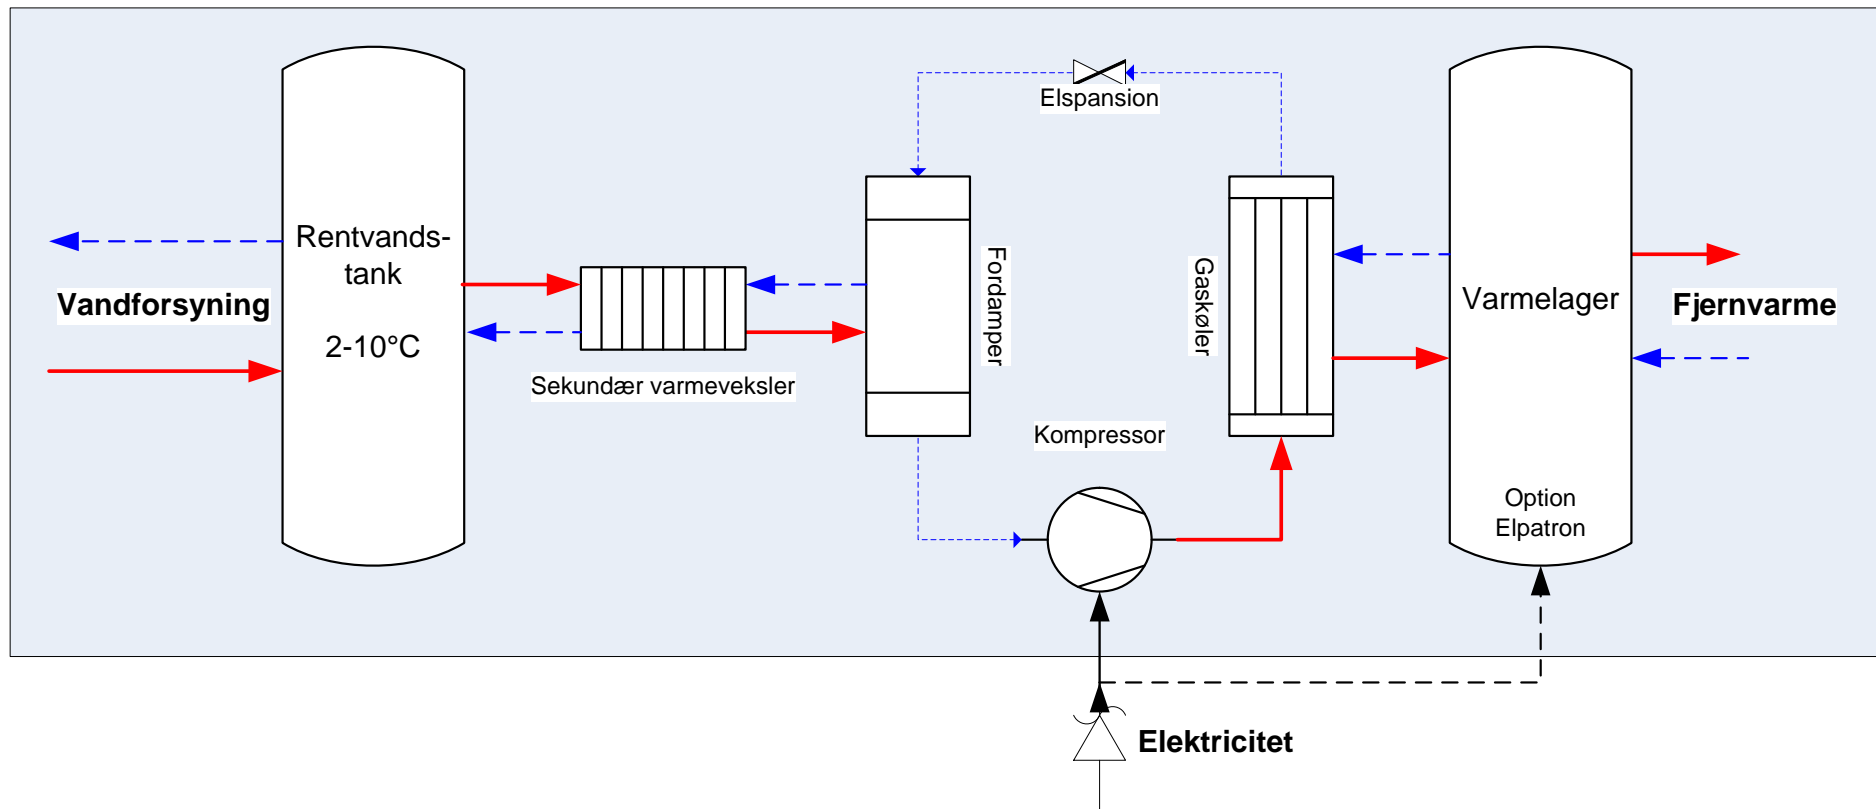 Elspansion
Rentvands-
tank
2-10°C
Vandforsyning
Sekundær varmeveksler
Fordamper
Kompressor
Gaskøler
Varmelager
Option
Elpatron
Fjernvarme
Elektricitet